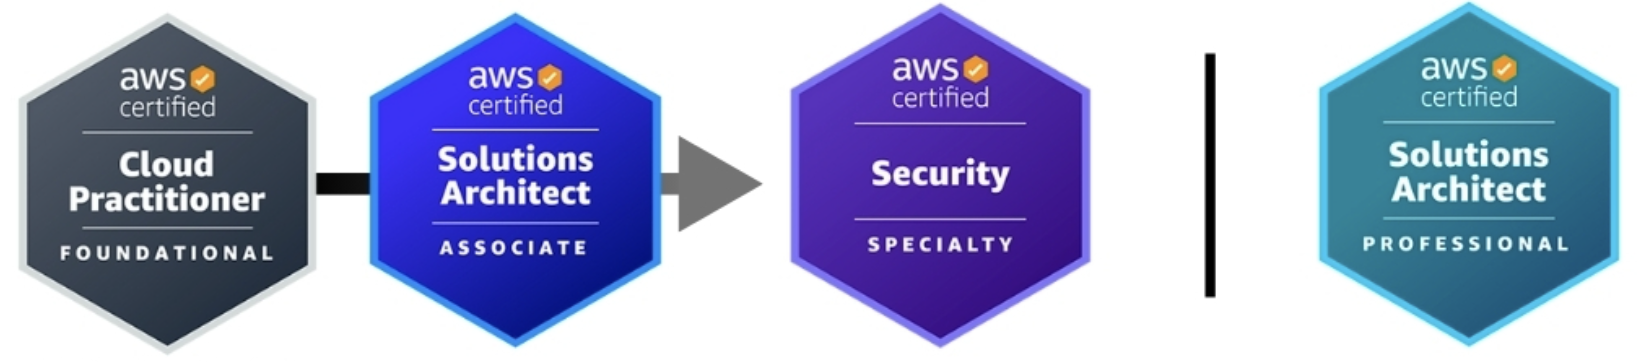 aws
certified
Cloud
Practitioner
FOUNDATIONAL
aws
certified
Solutions
Architect
ASSOCIATE
aws
certified
Security
SPECIALTY
aws
certified
Solutions
Architect
PROFESSIONAL